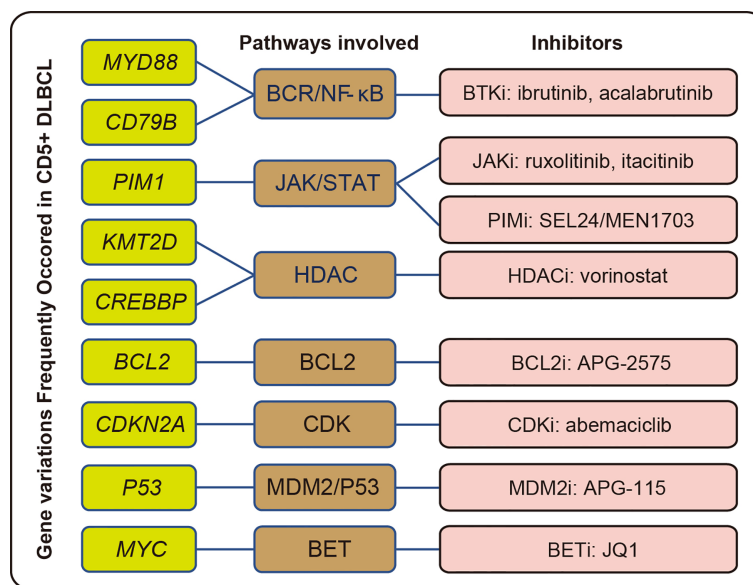 Gene variations Frequently Occored in CD5+ DLBCL
Pathways involved
Inhibitors
MYD88
CD79B
BCR/NF-κB
BTKi: ibrutinib, acalabrutinib
PIM1
JAK/STAT
JAKi: ruxolitinib, itacitinib
PIMi: SEL24/MEN1703
KMT2D
CREBBP
HDAC
HDACi: vorinostat
BCL2
BCL2
BCL2i: APG-2575
CDKN2A
CDK
CDKi: abemaciclib
P53
MDM2/P53
MDM2i: APG-115
MYC
BET
BETi: JQ1